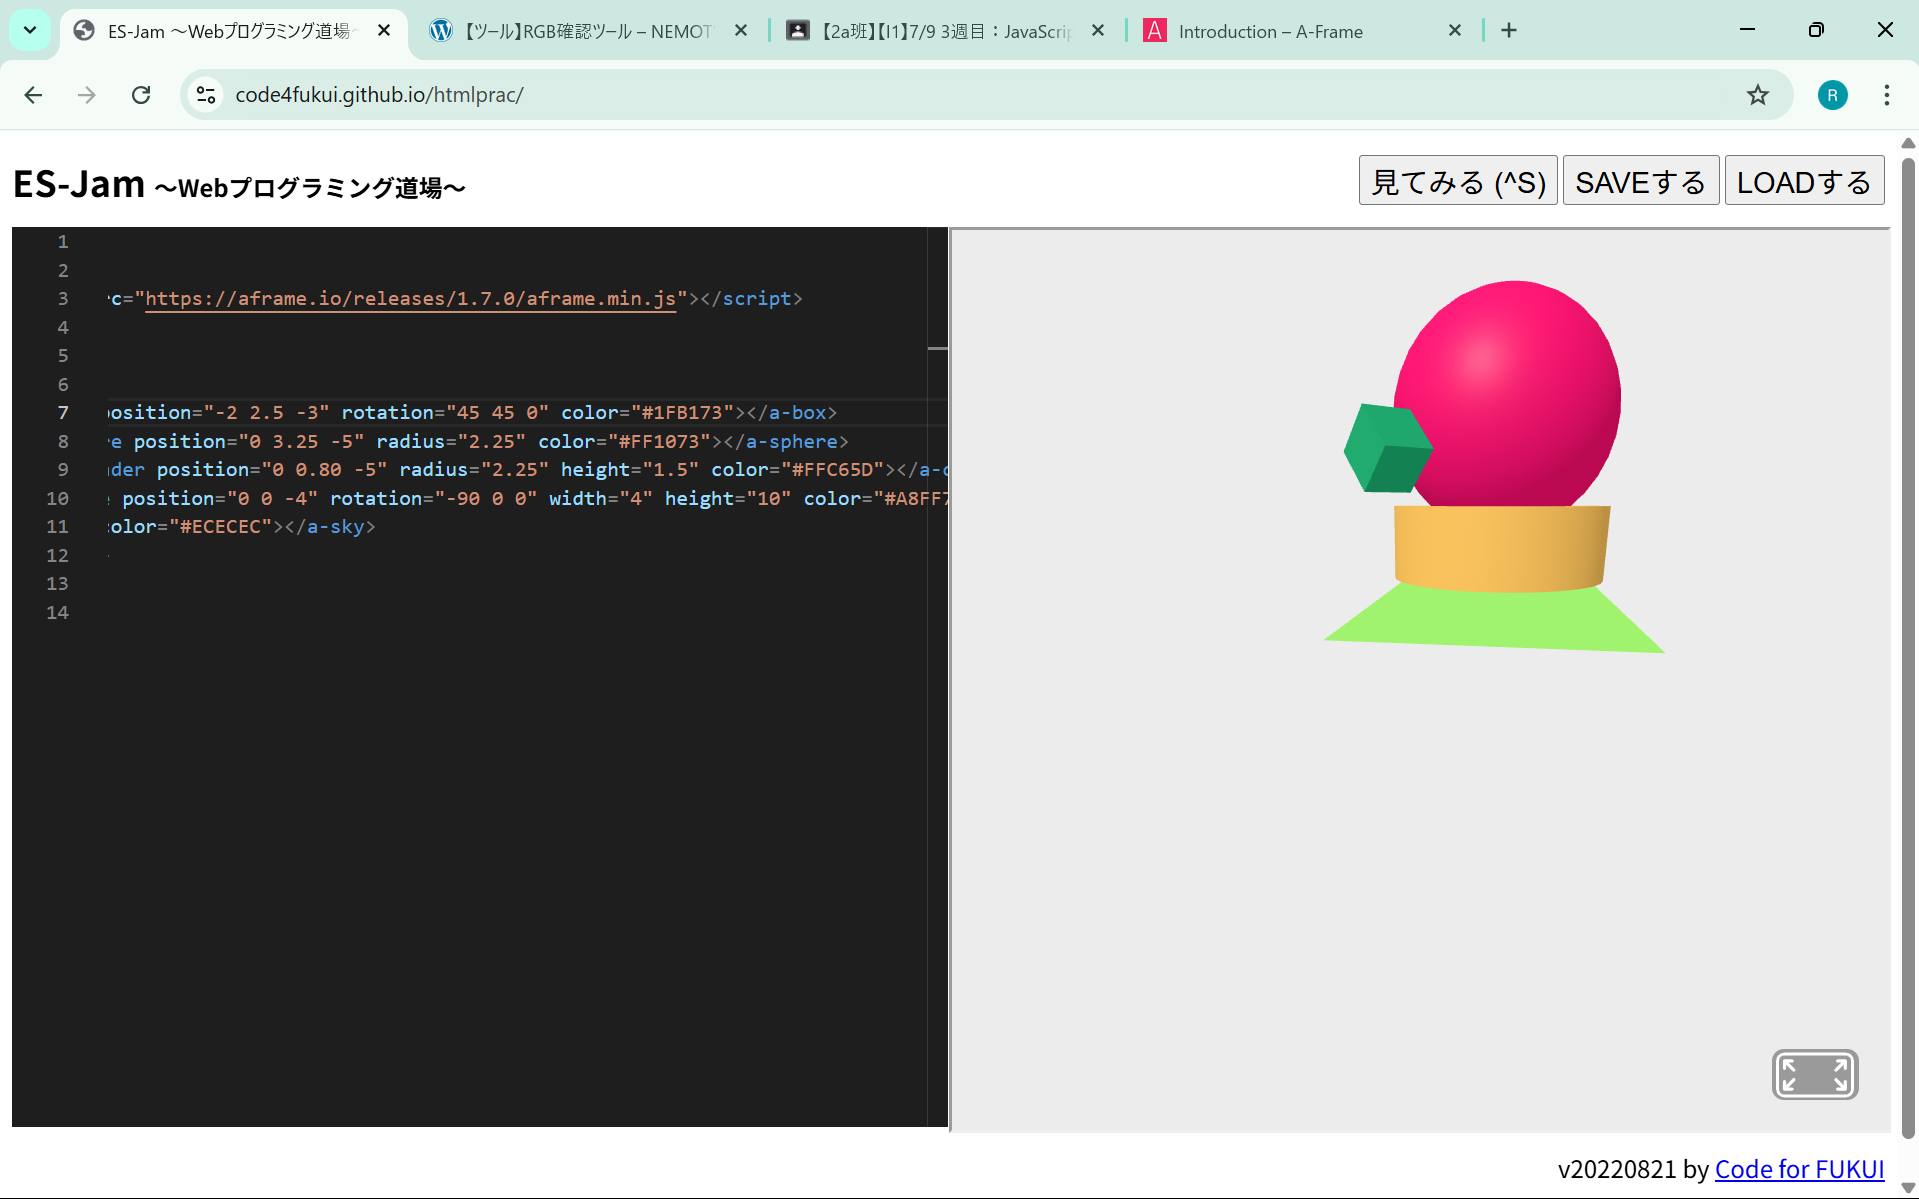 ES-Jam ～Webプログラミング道場～
【ツール】RGB確認ツール – NEMOT
【2a班】【I1】7/9 3週目：JavaScrip
Introduction – A-Frame
code4fukui.github.io/htmlprac/
R
ES-Jam ～Webプログラミング道場～
見てみる (^S)
SAVEする
LOADする
1
2
3 rc="https://aframe.io/releases/1.7.0/aframe.min.js"></script>
4
5
6
7 position="-2 2.5 -3" rotation="45 45 0" color="#1FB173"></a-box>
8 re position="0 3.25 -5" radius="2.25" color="#FF1073"></a-sphere>
9 nder position="0 0.80 -5" radius="2.25" height="1.5" color="#FFC65D"></a-c
10 e position="0 0 -4" rotation="-90 0 0" width="4" height="10" color="#A8FF7
11 color="#ECECEC"></a-sky>
12
13
14
v20220821 by Code for FUKUI